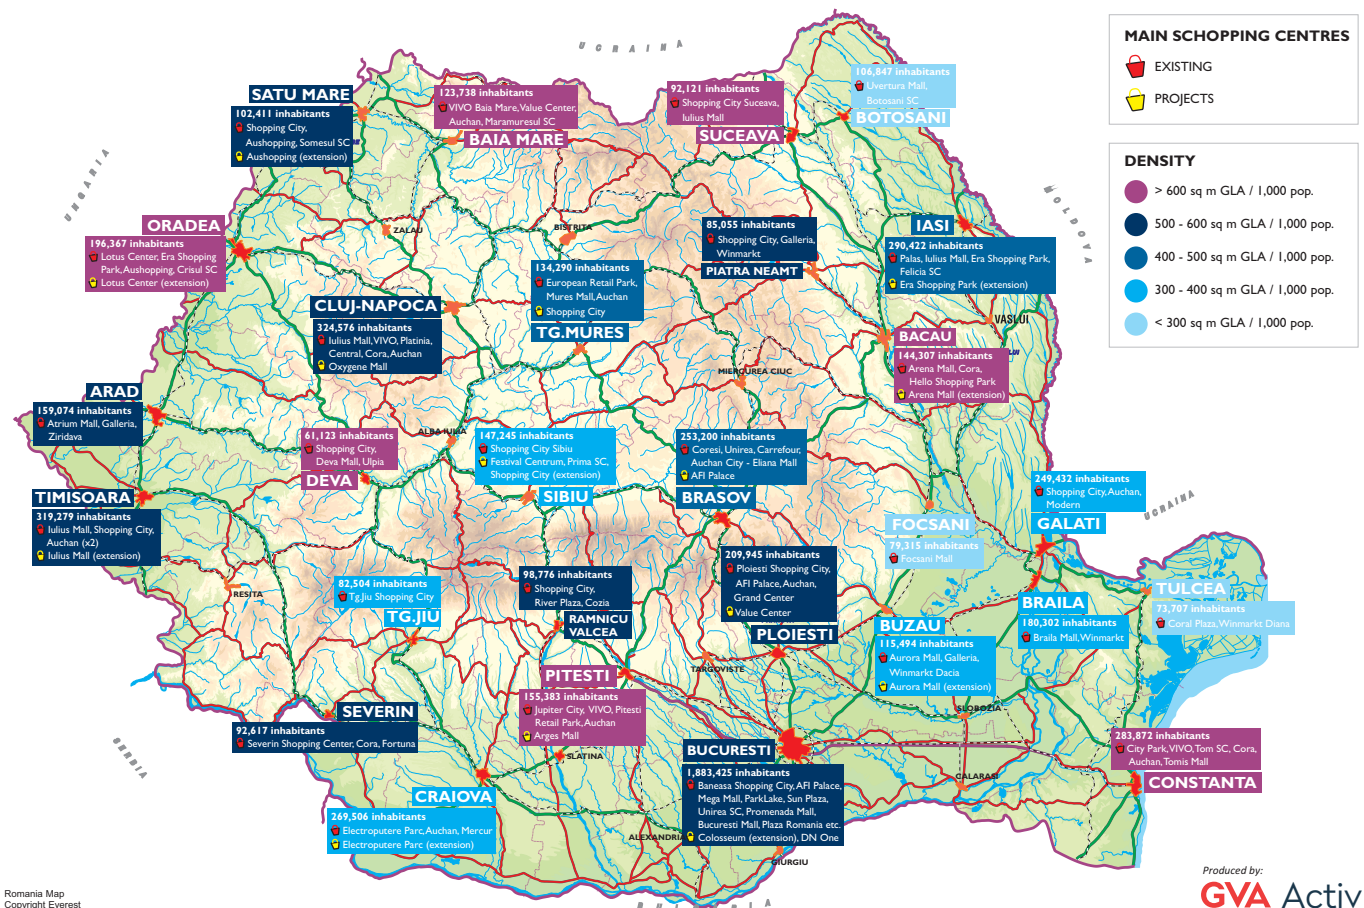 UCRAINA
MAIN SCHOPPING CENTRES
EXISTING
PROJECTS
DENSITY
> 600 sq m GLA / 1,000 pop.
500 - 600 sq m GLA / 1,000 pop.
400 - 500 sq m GLA / 1,000 pop.
300 - 400 sq m GLA / 1,000 pop.
< 300 sq m GLA / 1,000 pop.
SATU MARE
102,411 inhabitants
Shopping City,
Aushopping, Somesul SC
Aushopping (extension)
123,738 inhabitants
VIVO Baia Mare, Value Center,
Auchan, Maramuresul SC
BAIA MARE
92,121 inhabitants
Shopping City Suceava,
Iulius Mall
SUCEAVA
106,847 inhabitants
Uvertura Mall,
Botosani SC
BOTOSANI
UNGARIA
MOLDOVA
ORADEA
196,367 inhabitants
Lotus Center, Era Shopping
Park, Aushopping, Crisul SC
Lotus Center (extension)
ZALAU
BISTRITA
85,055 inhabitants
Shopping City, Galleria,
Winmarkt
PIATRA NEAMT
IASI
290,422 inhabitants
Palas, Iulius Mall, Era Shopping Park,
Felicia SC
Era Shopping Park (extension)
CLUJ-NAPOCA
324,576 inhabitants
Iulius Mall, VIVO, Platinia,
Central, Cora, Auchan
Oxygene Mall
134,290 inhabitants
European Retail Park,
Mures Mall, Auchan
Shopping City
TG.MURES
VASLUI
BACAU
144,307 inhabitants
Arena Mall, Cora,
Hello Shopping Park
Arena Mall (extension)
MIERCUREA CIUC
ARAD
159,074 inhabitants
Atrium Mall, Galleria,
Ziridava
ALBA IULIA
61,123 inhabitants
Shopping City,
Deva Mall, Ulpia
DEVA
147,245 inhabitants
Shopping City Sibiu
Festival Centrum, Prima SC,
Shopping City (extension)
SIBIU
253,200 inhabitants
Coresi, Unirea, Carrefour,
Auchan City - Eliana Mall
AFI Palace
BRASOV
249,432 inhabitants
Shopping City, Auchan,
Modern
GALATI
UCRAINA
TIMISOARA
319,279 inhabitants
Iulius Mall, Shopping City,
Auchan (x2)
Iulius Mall (extension)
FOCSANI
79,315 inhabitants
Focsani Mall
RESITA
82,504 inhabitants
Tg.Jiu Shopping City
TG.JIU
98,776 inhabitants
Shopping City,
River Plaza, Cozia
RAMNICU
VALCEA
209,945 inhabitants
Ploiesti Shopping City,
AFI Palace, Auchan,
Grand Center
Value Center
PLOIESTI
BUZAU
115,494 inhabitants
Aurora Mall, Galleria,
Winmarkt Dacia
Aurora Mall (extension)
BRAILA
180,302 inhabitants
Braila Mall, Winmarkt
TULCEA
73,707 inhabitants
Coral Plaza, Winmarkt Diana
TARGOVISTE
PITESTI
155,383 inhabitants
Jupiter City, VIVO, Pitesti
Retail Park, Auchan
Arges Mall
SEVERIN
92,617 inhabitants
Severin Shopping Center, Cora, Fortuna
SLATINA
SLOBOZIA
SERBIA
BUCURESTI
1,883,425 inhabitants
Baneasa Shopping City, AFI Palace,
Mega Mall, ParkLake, Sun Plaza,
Unirea SC, Promenada Mall,
Bucuresti Mall, Plaza Romania etc.
Colosseum (extension), DN One
CALARASI
283,872 inhabitants
City Park, VIVO, Tom SC, Cora,
Auchan, Tomis Mall
CONSTANTA
CRAIOVA
269,506 inhabitants
Electroputere Parc, Auchan, Mercur
Electroputere Parc (extension)
ALEXANDRIA
GIURGIU
Romania Map
Copyright Everest
Produced by:
GVA Activ